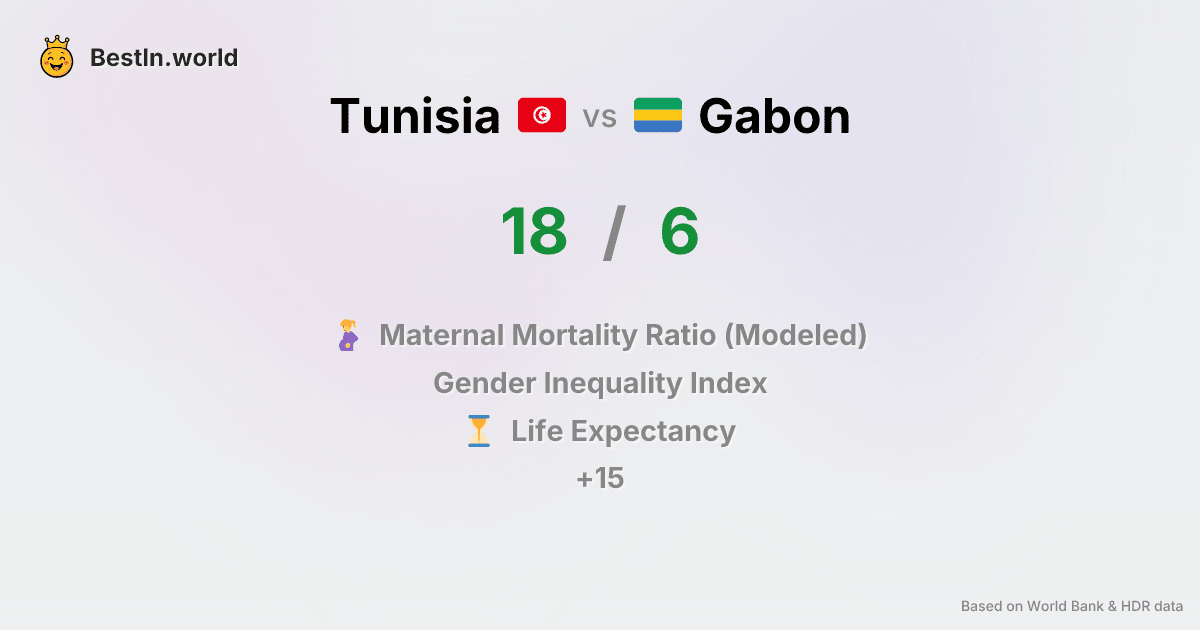 BestIn.world
Tunisia vs Gabon
18 / 6
Maternal Mortality Ratio (Modeled)
Gender Inequality Index
Life Expectancy
+15
Based on World Bank & HDR data